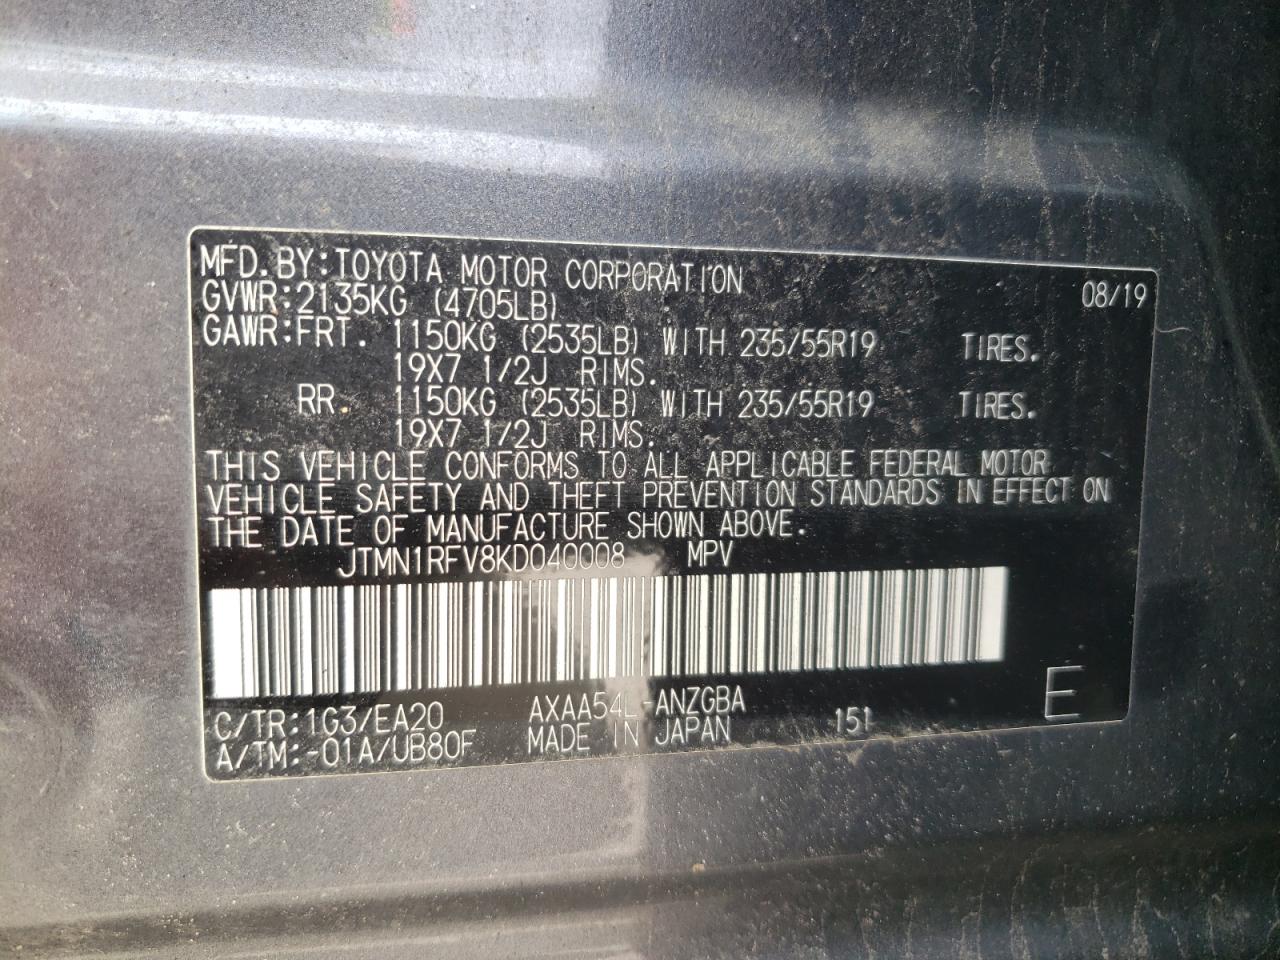 MFD.BY:TOYOTA MOTOR CORPORATION 08/19
GVWR:2135KG (4705LB)
GAWR:FRT. 1150KG (2535LB) WITH 235/55R19 TIRES.
19X7 1/2J RIMS.
RR. 1150KG (2535LB) WITH 235/55R19 TIRES.
19X7 1/2J RIMS.
THIS VEHICLE CONFORMS TO ALL APPLICABLE FEDERAL MOTOR
VEHICLE SAFETY AND THEFT PREVENTION STANDARDS IN EFFECT ON
THE DATE OF MANUFACTURE SHOWN ABOVE.
JTMN1RFV8KD040008 MPV
C/TR:1G3/EA20 AXAA54L-ANZGBA 151 E
A/TM:-01A/UB80F MADE IN JAPAN